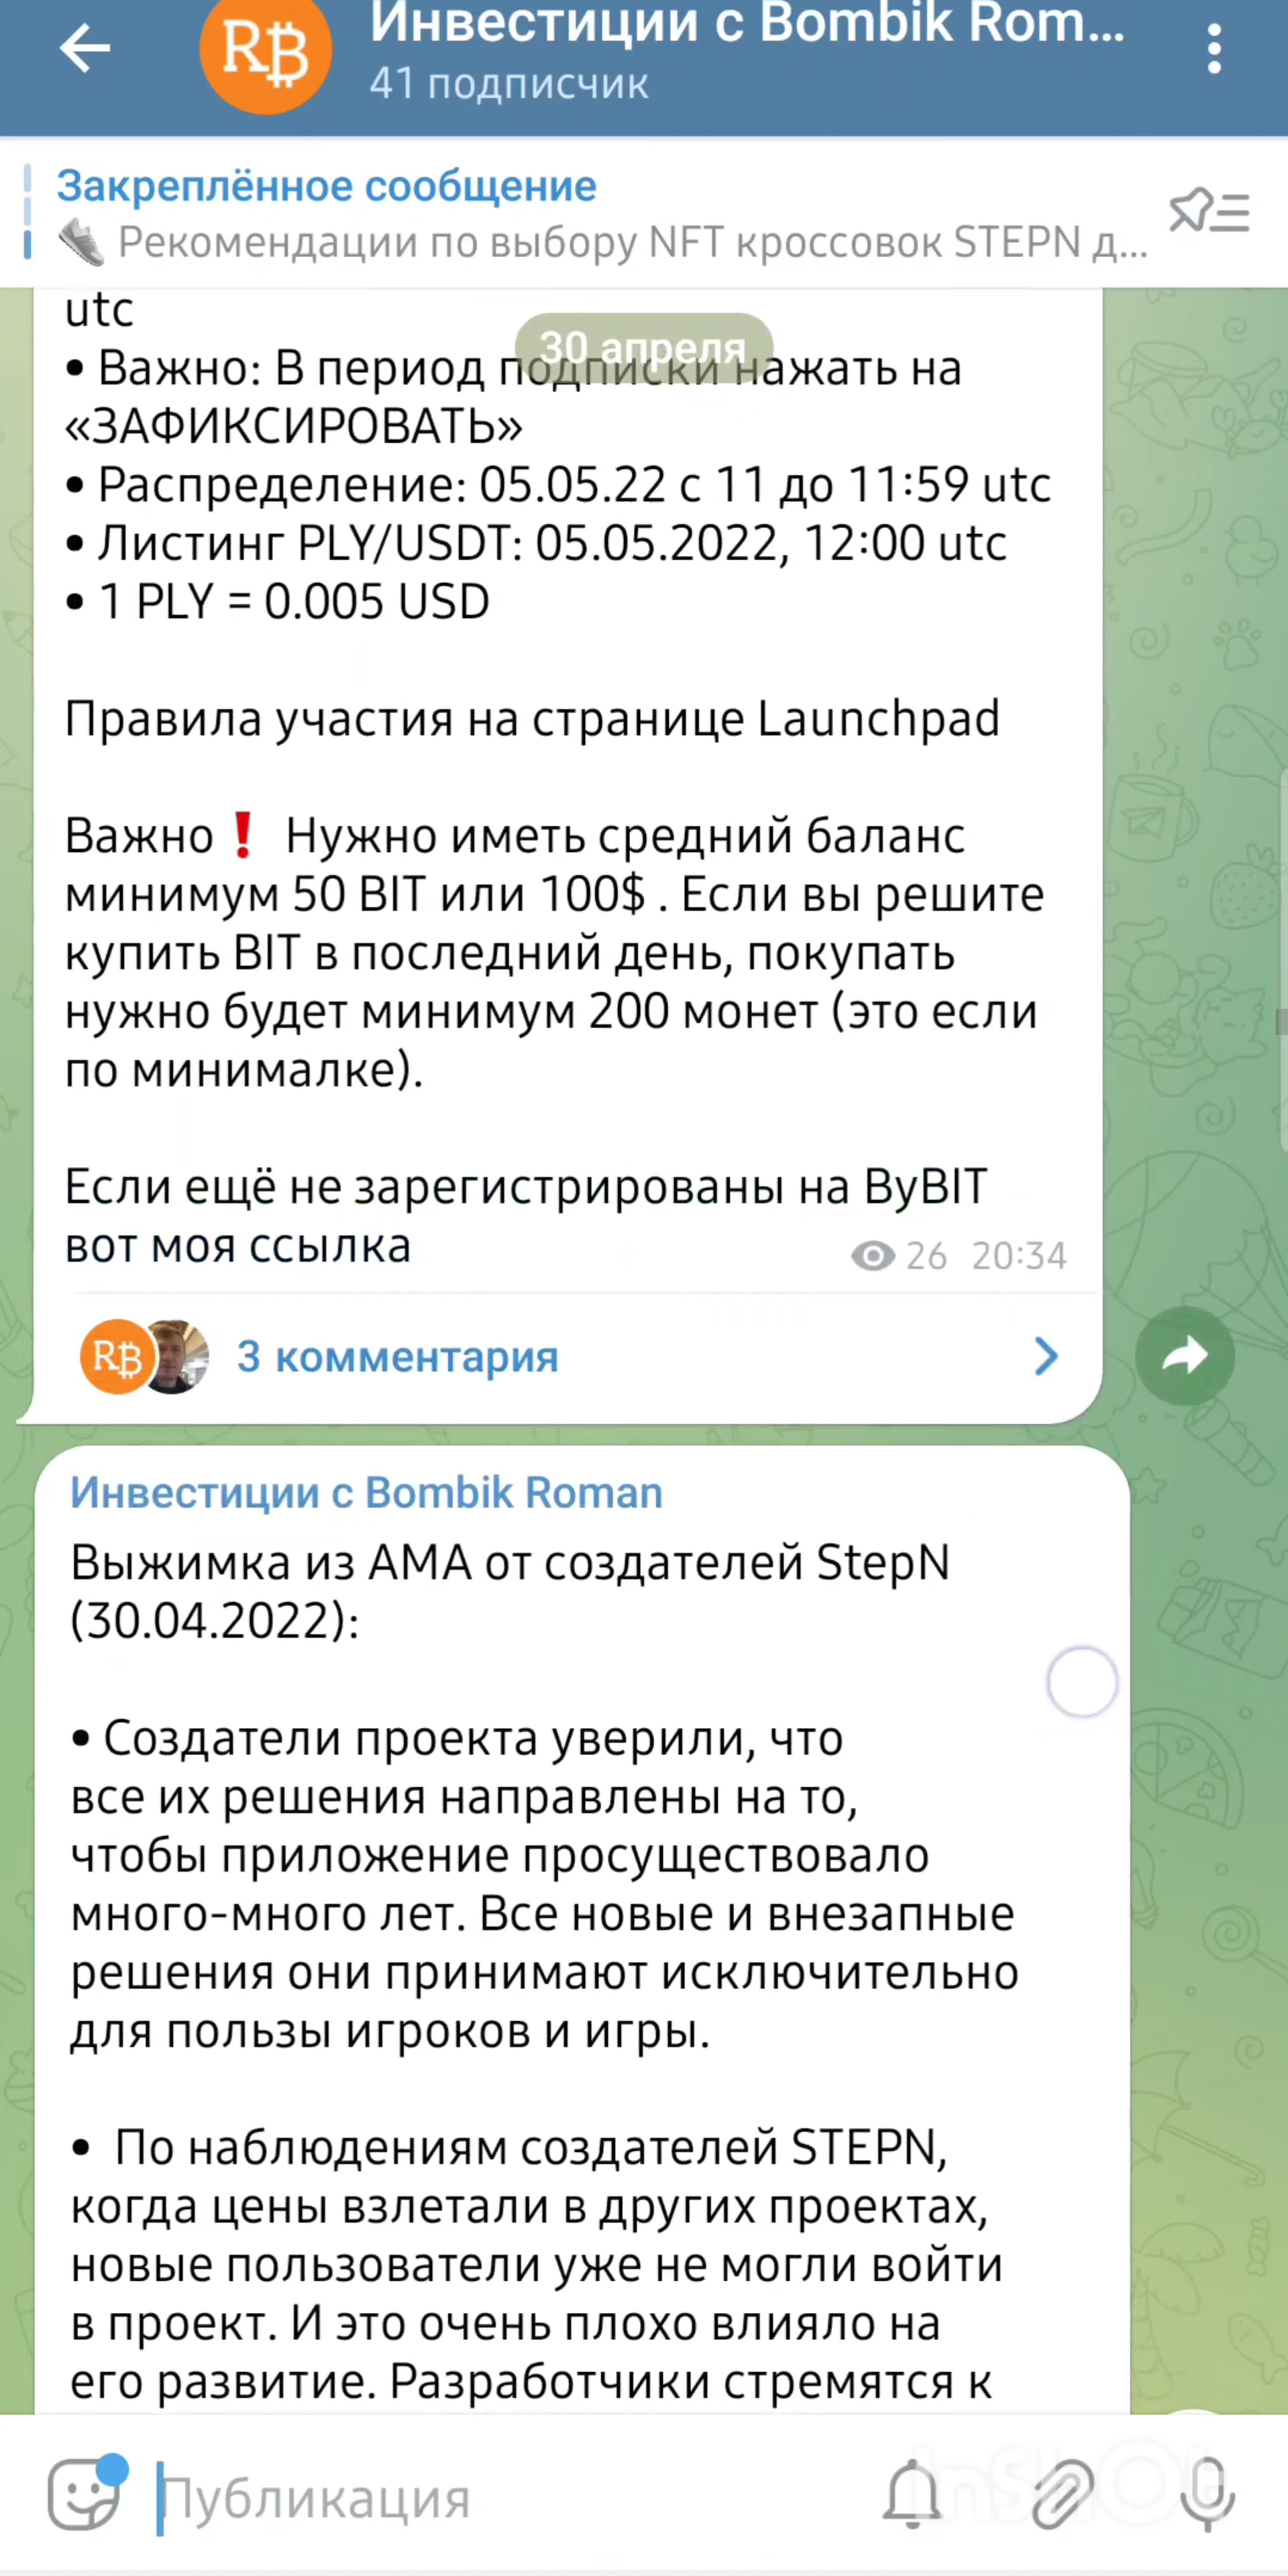 RB
Инвестиции с Bombik Rom...
41 подписчик
Закреплённое сообщение
Рекомендации по выбору NFT кроссовок STEPN д...
utc
30 апреля
• Важно: В период подписки нажать на
«ЗАФИКСИРОВАТЬ»
• Распределение: 05.05.22 с 11 до 11:59 utc
• Листинг PLY/USDT: 05.05.2022, 12:00 utc
• 1 PLY = 0.005 USD
Правила участия на странице Launchpad
Важно❗ Нужно иметь средний баланс
минимум 50 BIT или 100$ . Если вы решите
купить BIT в последний день, покупать
нужно будет минимум 200 монет (это если
по минималке).
Если ещё не зарегистрированы на ByBIT
вот моя ссылка
26 20:34
RB
3 комментария
Инвестиции с Bombik Roman
Выжимка из АМА от создателей StepN
(30.04.2022):
• Создатели проекта уверили, что
все их решения направлены на то,
чтобы приложение просуществовало
много-много лет. Все новые и внезапные
решения они принимают исключительно
для пользы игроков и игры.
• По наблюдениям создателей STEPN,
когда цены взлетали в других проектах,
новые пользователи уже не могли войти
в проект. И это очень плохо влияло на
его развитие. Разработчики стремятся к
Публикация
InShOt